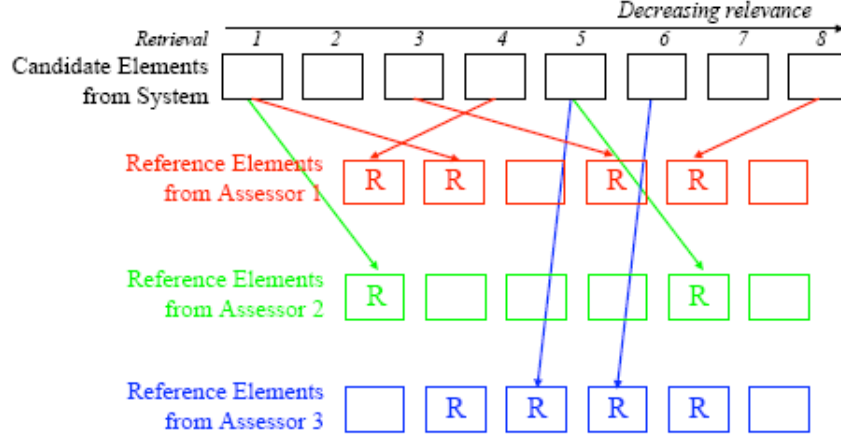 Decreasing relevance
Retrieval 1 2 3 4 5 6 7 8
Candidate Elements
from System
Reference Elements
from Assessor 1
R R R R
Reference Elements
from Assessor 2
R R
Reference Elements
from Assessor 3
R R R R